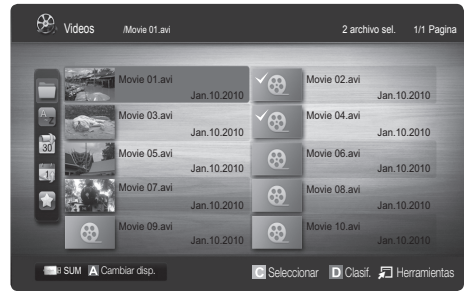 Videos /Movie 01.avi 2 archivo sel. 1/1 Pagina
Movie 01.avi Movie 02.avi
Jan.10.2010 Jan.10.2010
Movie 03.avi Movie 04.avi
Jan.10.2010 Jan.10.2010
Movie 05.avi Movie 06.avi
Jan.10.2010 Jan.10.2010
Movie 07.avi Movie 08.avi
Jan.10.2010 Jan.10.2010
Movie 09.avi Movie 10.avi
Jan.10.2010 Jan.10.2010
30
1
SUM A Cambiar disp. C Seleccionar D Clasif. Herramientas